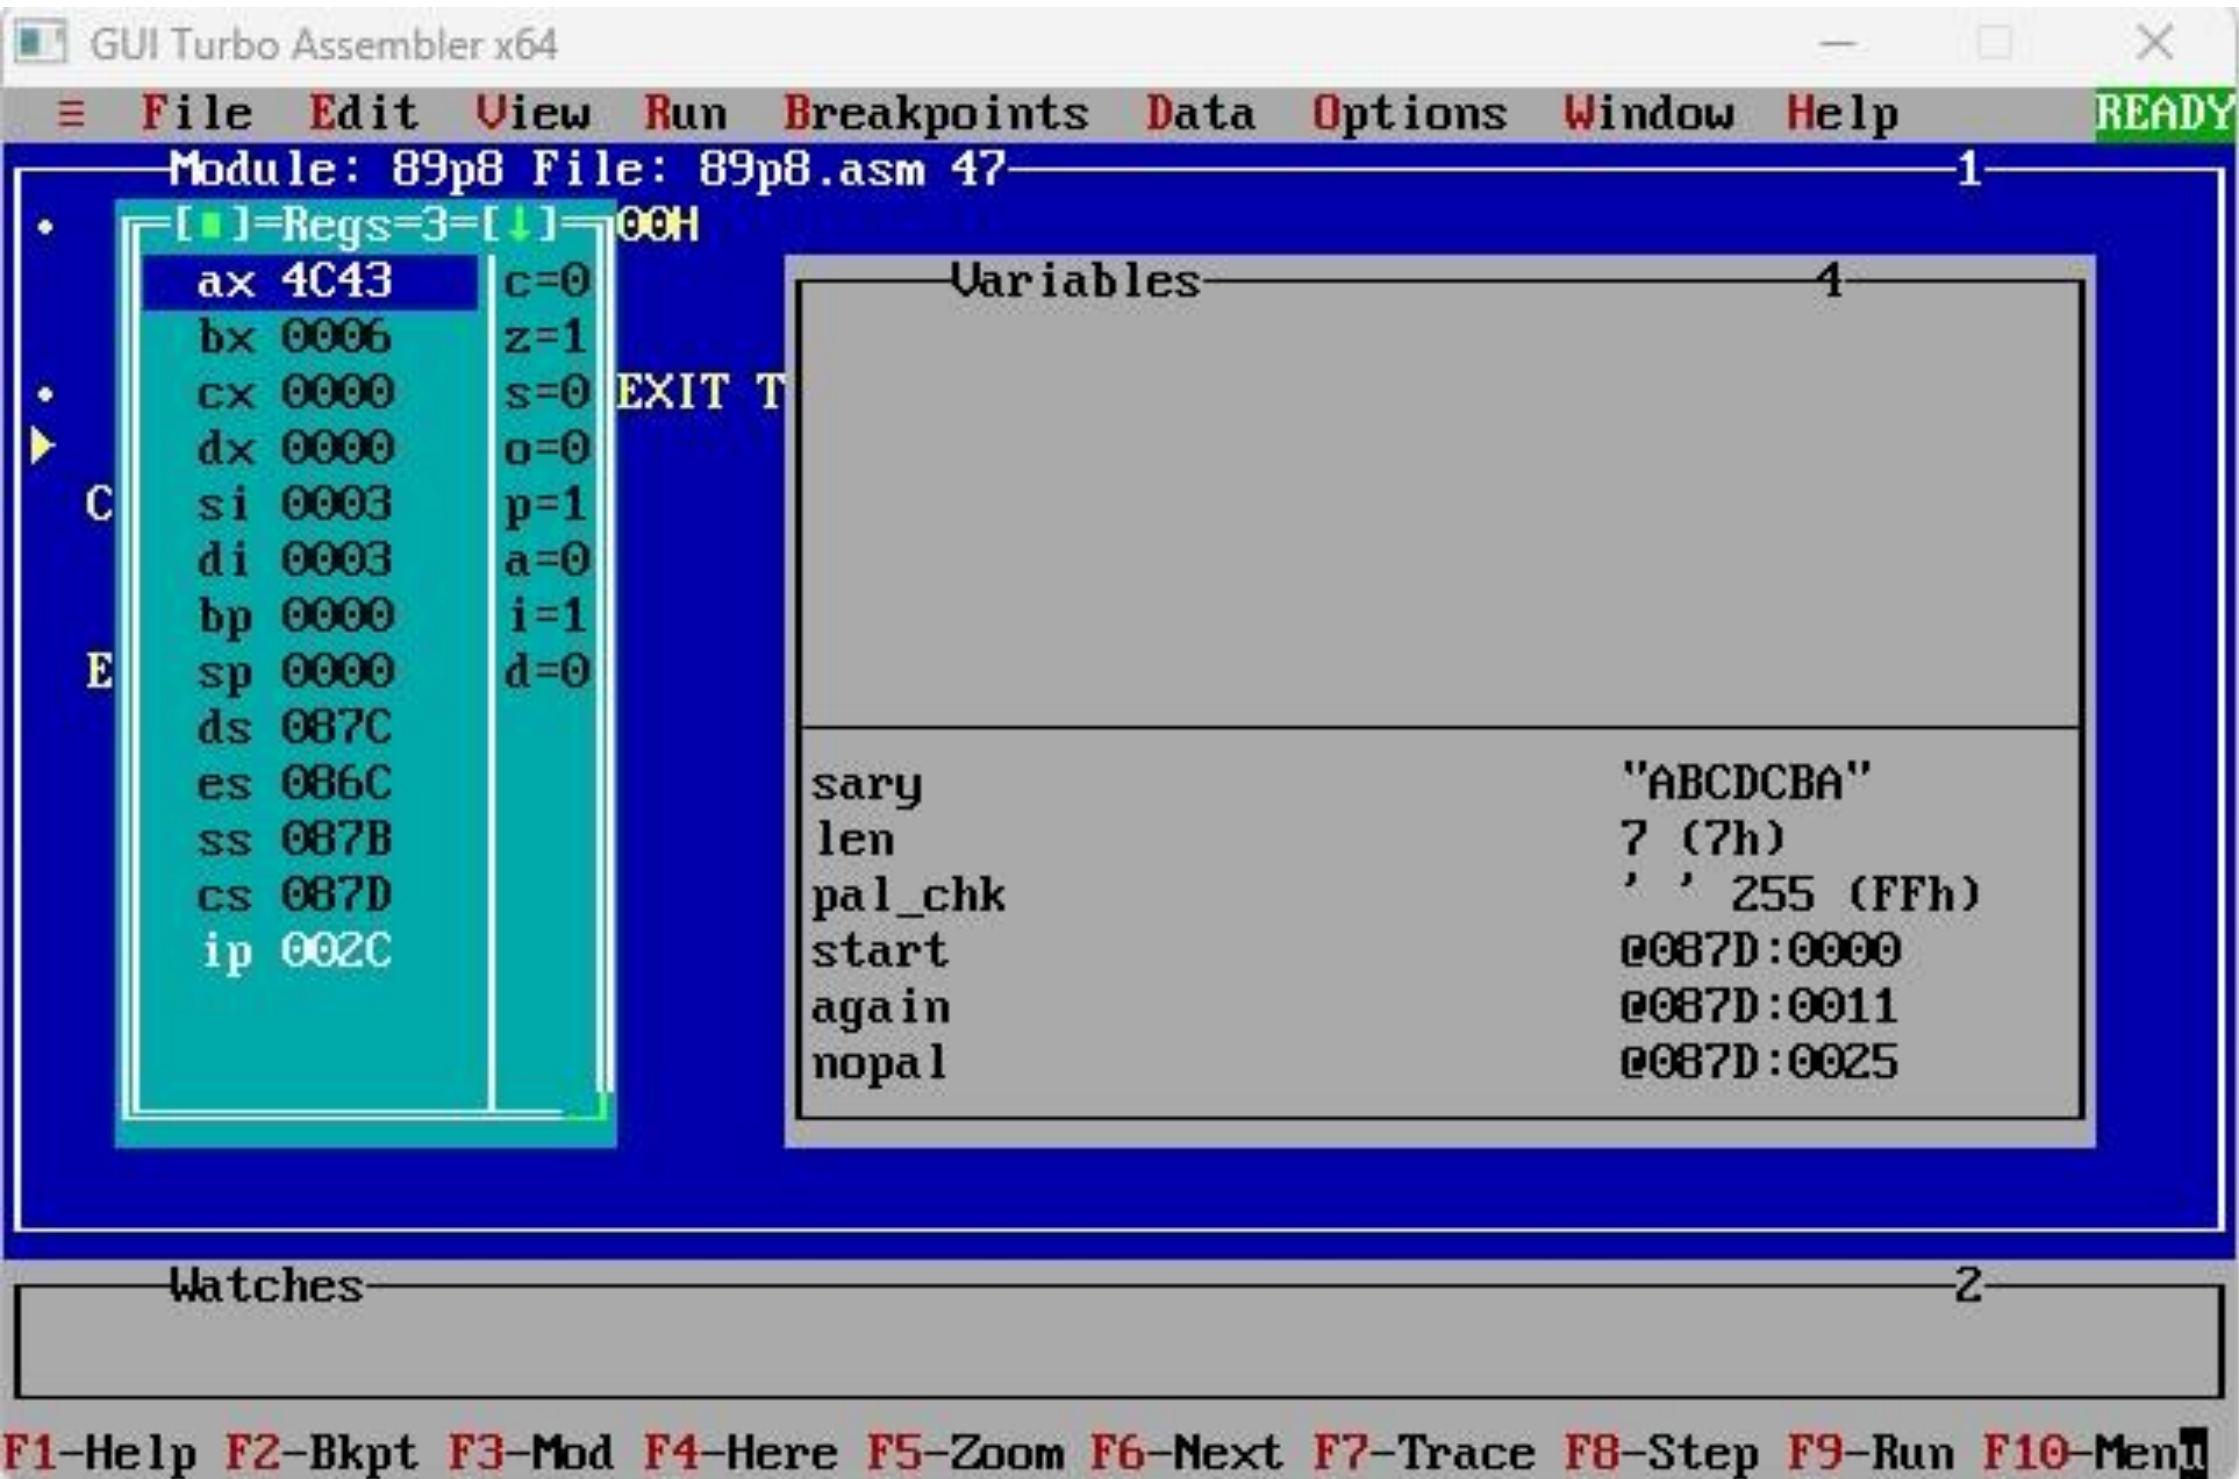 GUI Turbo Assembler x64
≡ File Edit View Run Breakpoints Data Options Window Help READY
Module: 89p8 File: 89p8.asm 47 1
[■]=Regs=3=[↓] 00H
ax 4C43 c=0
Variables 4
bx 0006 z=1
cx 0000 s=0 EXIT T
dx 0000 o=0
C si 0003 p=1
di 0003 a=0
bp 0000 i=1
E sp 0000 d=0
ds 087C
es 086C sary "ABCDCBA"
ss 087B len 7 (7h)
cs 087D pal_chk ' ' 255 (FFh)
ip 002C start @087D:0000
again @087D:0011
nopal @087D:0025
Watches 2
F1-Help F2-Bkpt F3-Mod F4-Here F5-Zoom F6-Next F7-Trace F8-Step F9-Run F10-Menu